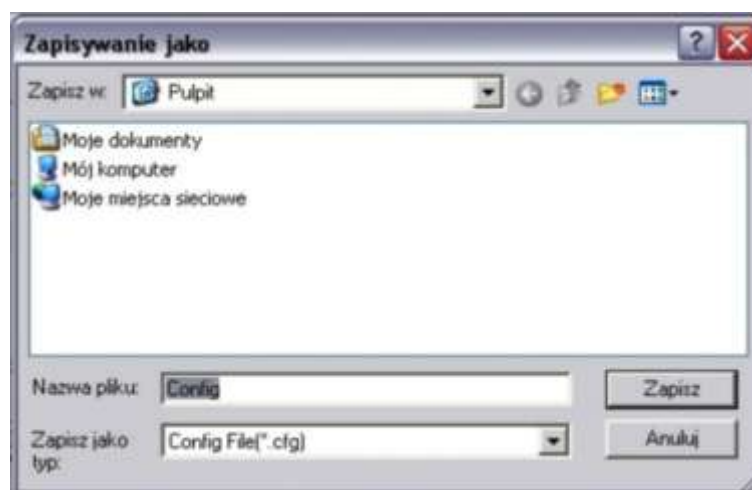 Zapisywanie jako
Zapisz w: Pulpit
Moje dokumenty
Mój komputer
Moje miejsca sieciowe
Nazwa pliku: Config Zapisz
Zapisz jako typ: Config File(*.cfg) Anuluj